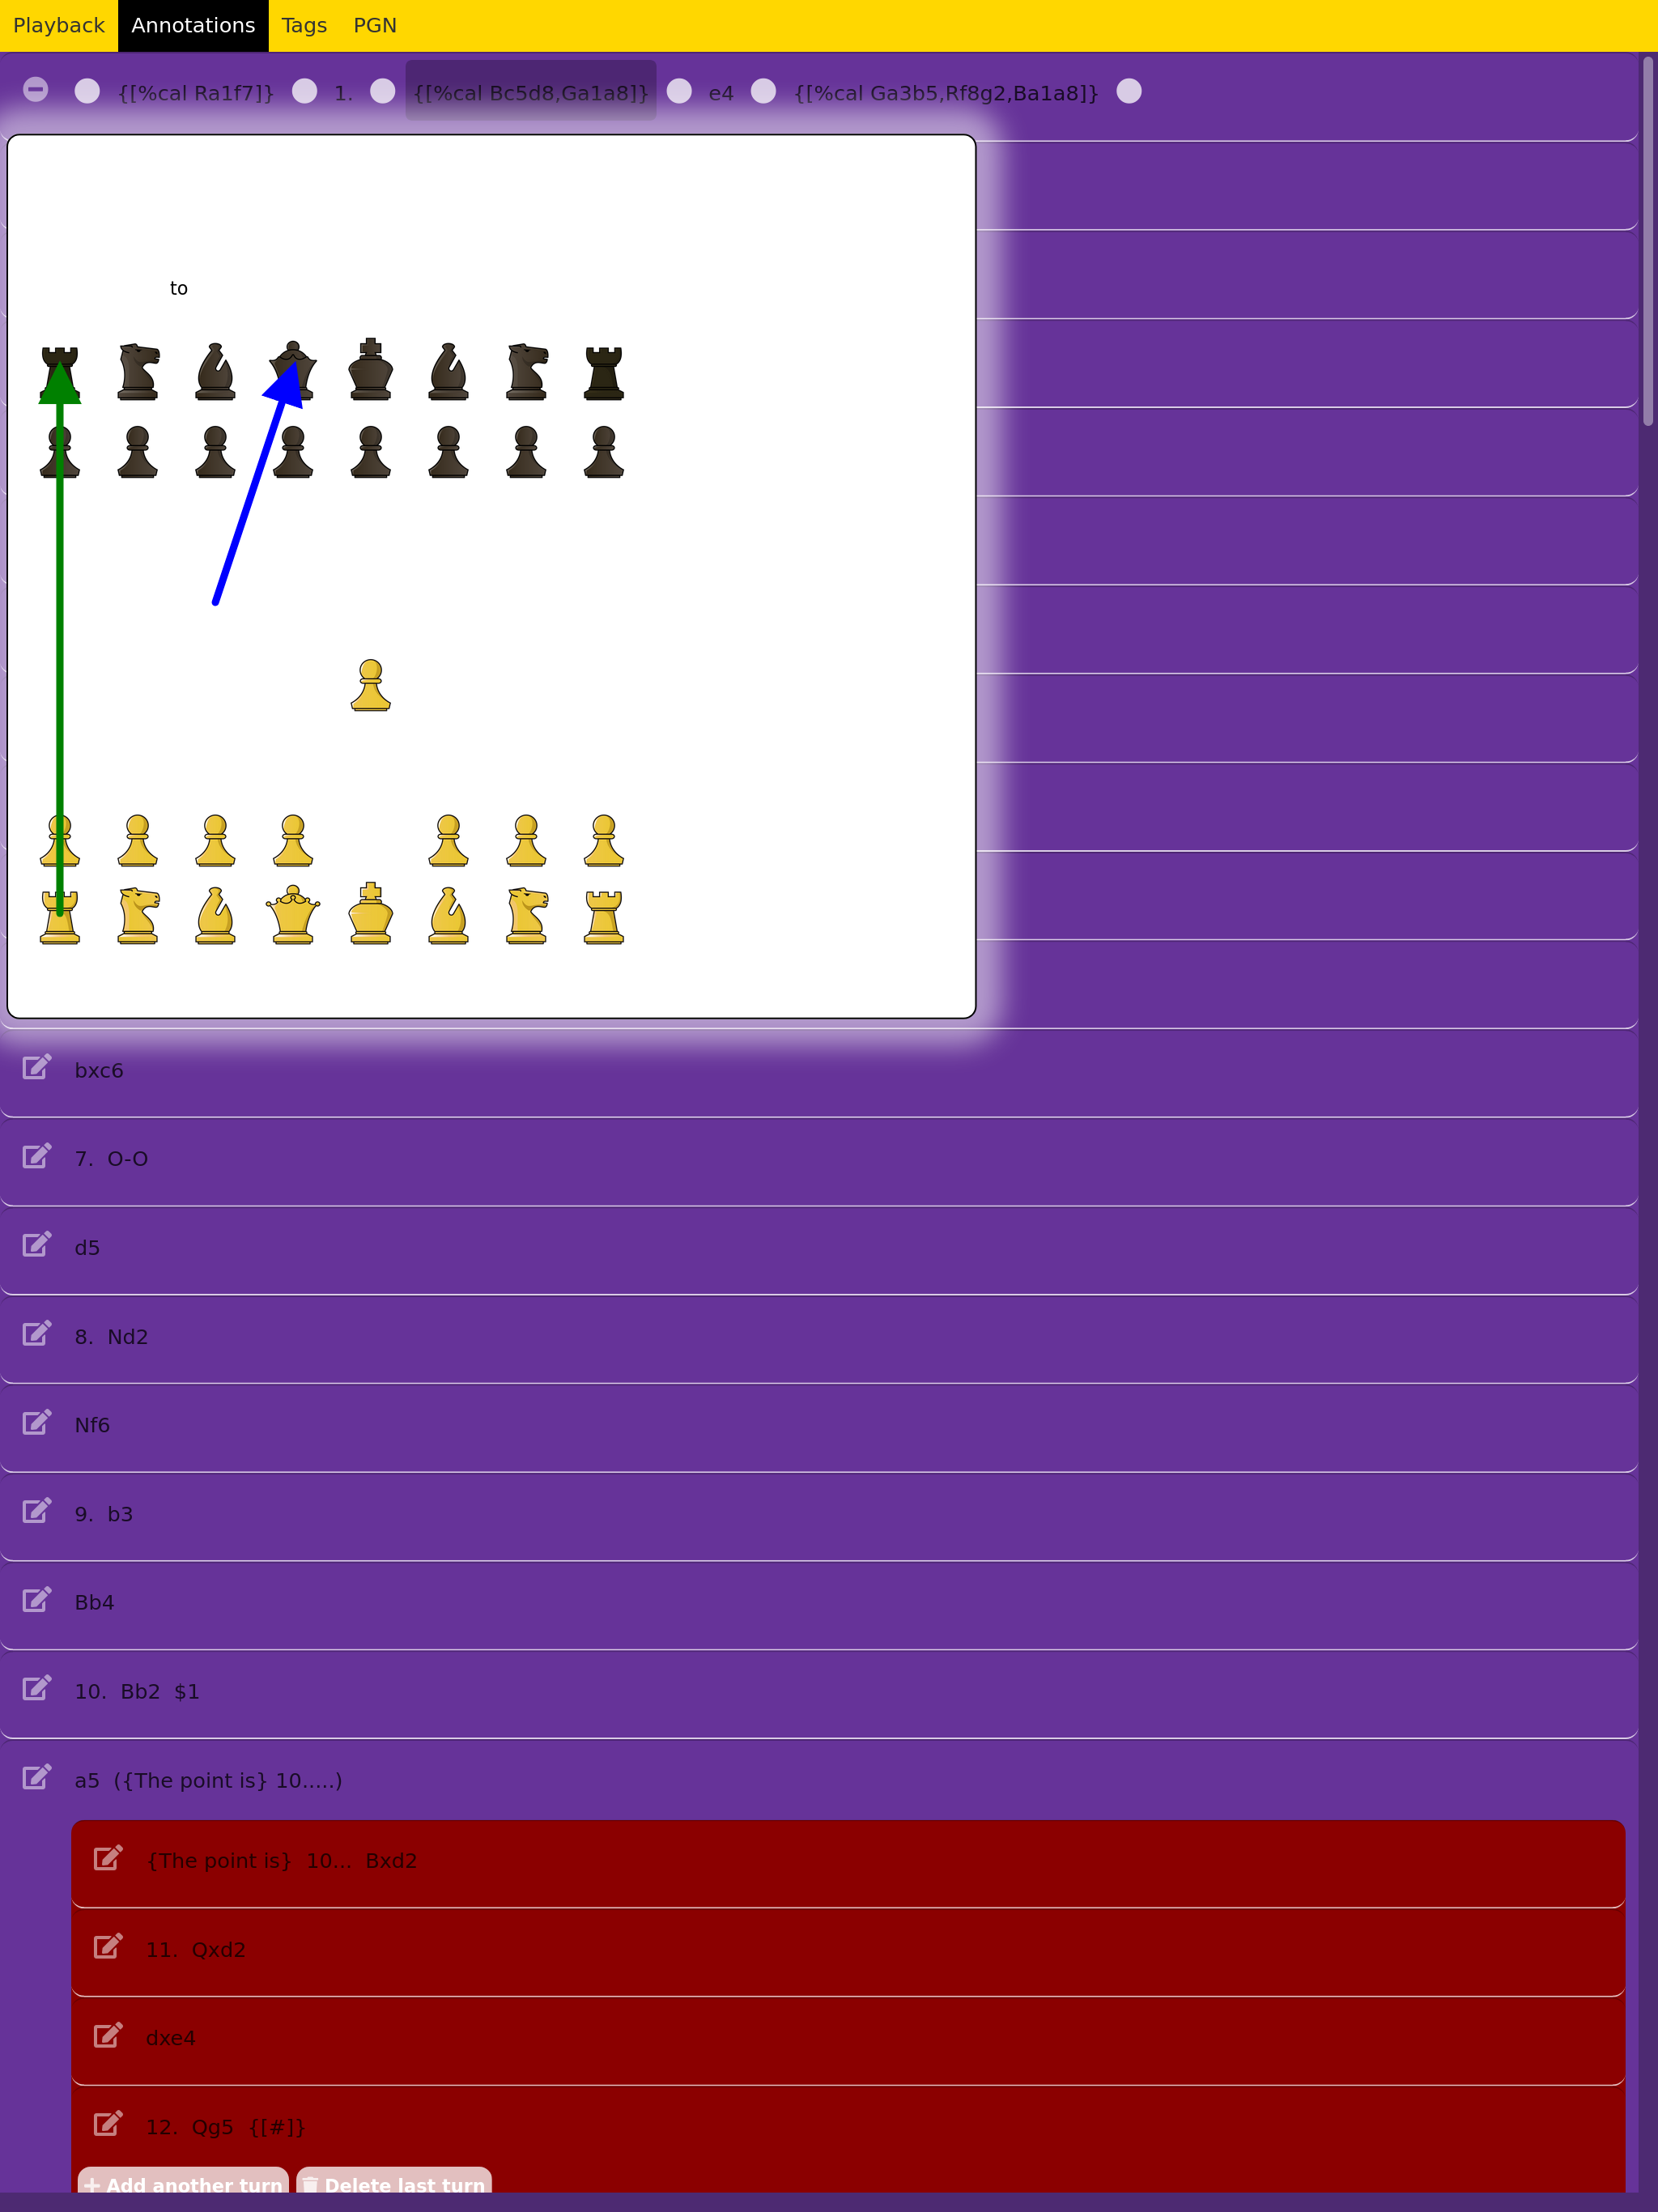 Playback Annotations Tags PGN
{[%cal Ra1f7]} 1. {[%cal Bc5d8,Ga1a8]} e4 {[%cal Ga3b5,Rf8g2,Ba1a8]}
to
bxc6
7. O-O
d5
8. Nd2
Nf6
9. b3
Bb4
10. Bb2 $1
a5 ({The point is} 10.....)
{The point is} 10... Bxd2
11. Qxd2
dxe4
12. Qg5 {[#]}
Add another turn Delete last turn